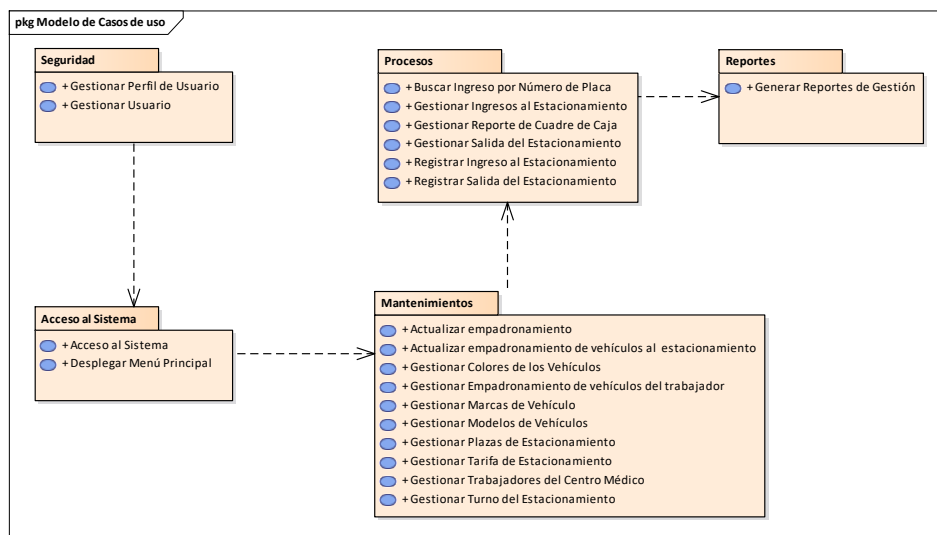 pkg Modelo de Casos de uso
Seguridad
+ Gestionar Perfil de Usuario
+ Gestionar Usuario
Procesos
+ Buscar Ingreso por Número de Placa
+ Gestionar Ingresos al Estacionamiento
+ Gestionar Reporte de Cuadre de Caja
+ Gestionar Salida del Estacionamiento
+ Registrar Ingreso al Estacionamiento
+ Registrar Salida del Estacionamiento
Reportes
+ Generar Reportes de Gestión
Acceso al Sistema
+ Acceso al Sistema
+ Desplegar Menú Principal
Mantenimientos
+ Actualizar empadronamiento
+ Actualizar empadronamiento de vehículos al estacionamiento
+ Gestionar Colores de los Vehículos
+ Gestionar Empadronamiento de vehículos del trabajador
+ Gestionar Marcas de Vehículo
+ Gestionar Modelos de Vehículos
+ Gestionar Plazas de Estacionamiento
+ Gestionar Tarifa de Estacionamiento
+ Gestionar Trabajadores del Centro Médico
+ Gestionar Turno del Estacionamiento